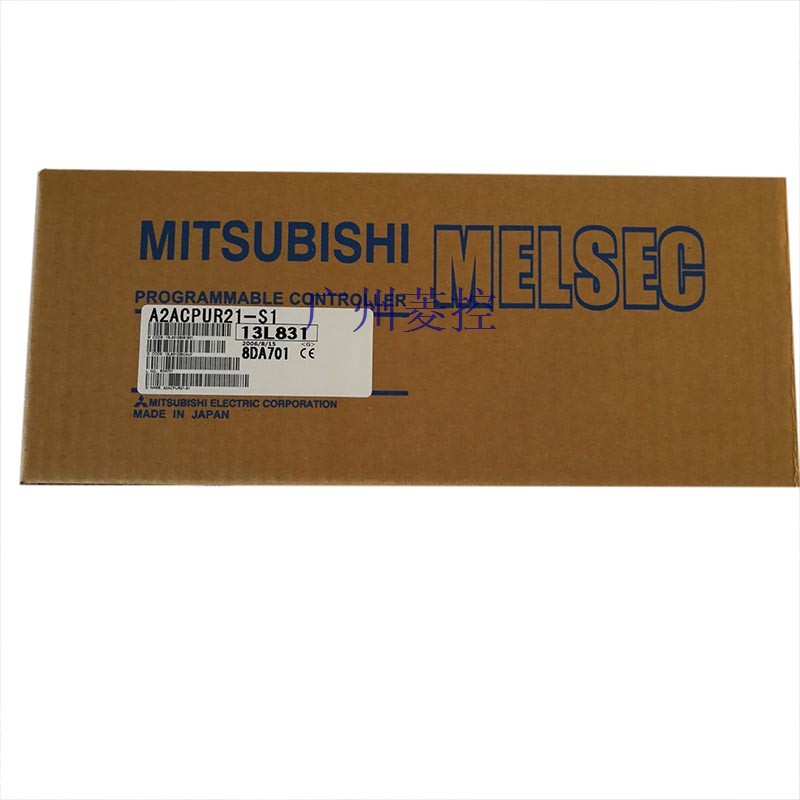 MITSUBISHI MELSEC
PROGRAMMABLE CONTROLLER
广州菱控
A2ACPUR21-S1
13L831
2006/8/15 <G>
8DA701 CE
MITSUBISHI ELECTRIC CORPORATION
MADE IN JAPAN